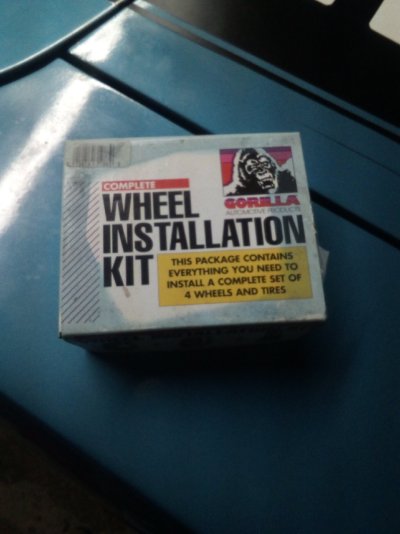 COMPLETE
WHEEL
INSTALLATION
KIT
GORILLA
AUTOMOTIVE PRODUCTS
THIS PACKAGE CONTAINS
EVERYTHING YOU NEED TO
INSTALL A COMPLETE SET OF
4 WHEELS AND TIRES